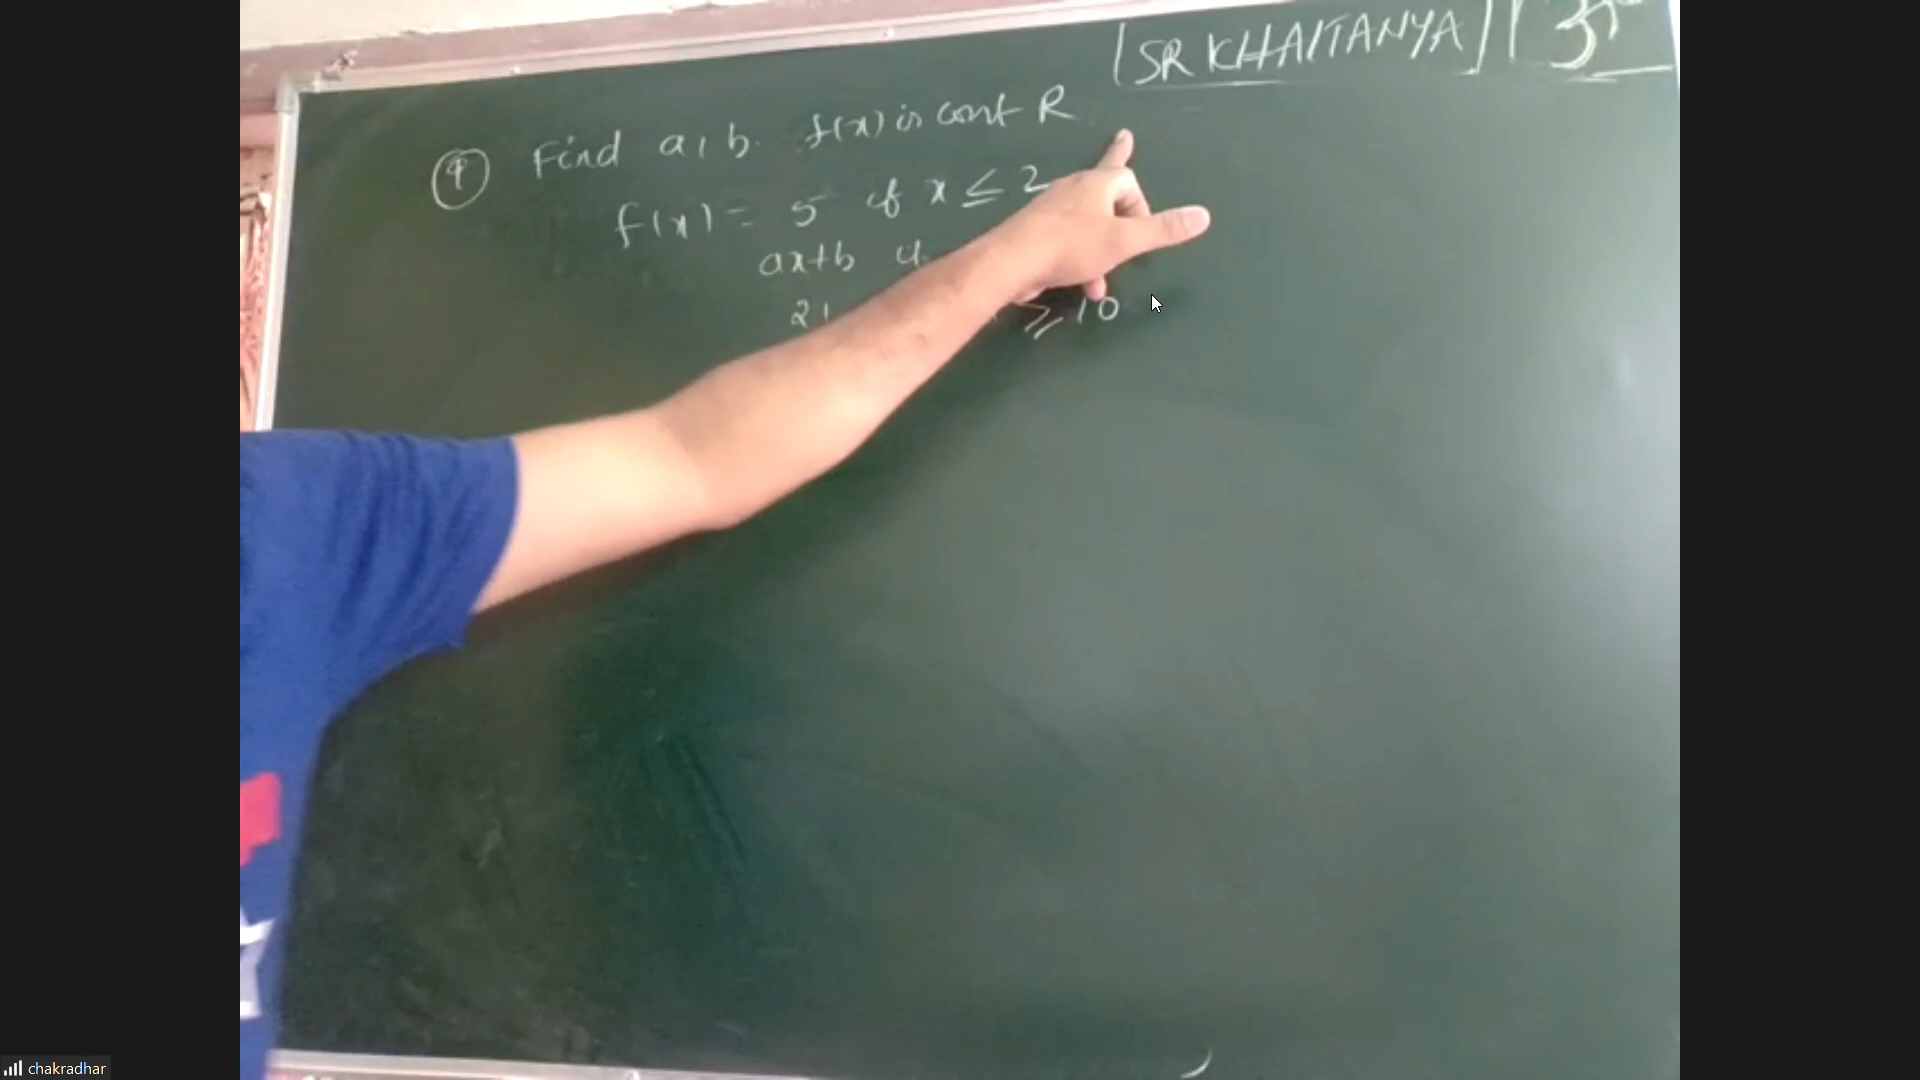 SR KHAITANYA
9 Find a, b. f(x) is cont R
f(x) = 5 if x ≤ 2
ax+b
21 ≥ 10
chakradhar